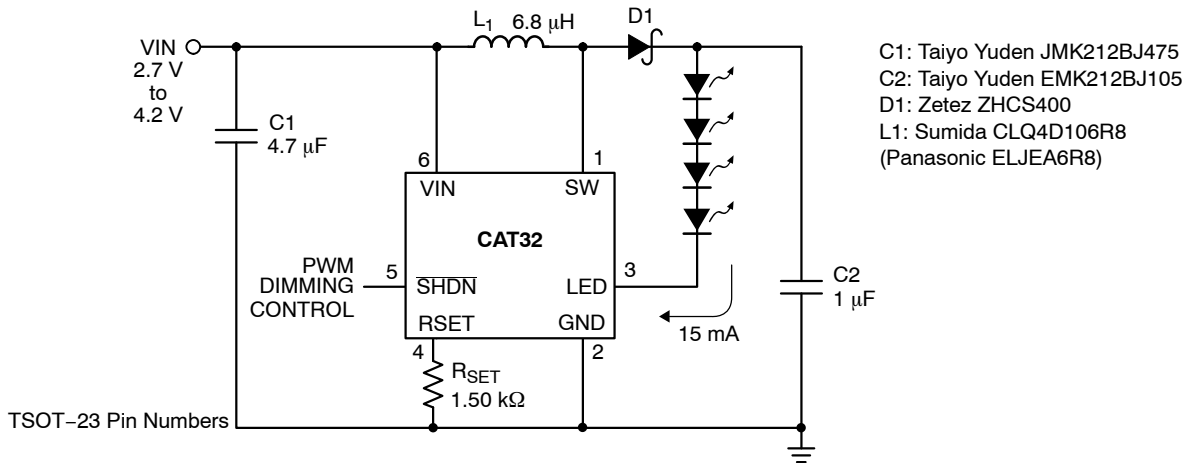 L1 6.8 μH
D1
VIN
2.7 V
to
4.2 V
C1
4.7 μF
6
VIN
1
SW
CAT32
PWM
DIMMING
CONTROL
5
SHDN
LED
3
RSET
GND
4
2
RSET
1.50 kΩ
15 mA
C2
1 μF
TSOT−23 Pin Numbers
C1: Taiyo Yuden JMK212BJ475
C2: Taiyo Yuden EMK212BJ105
D1: Zetez ZHCS400
L1: Sumida CLQ4D106R8
(Panasonic ELJEA6R8)